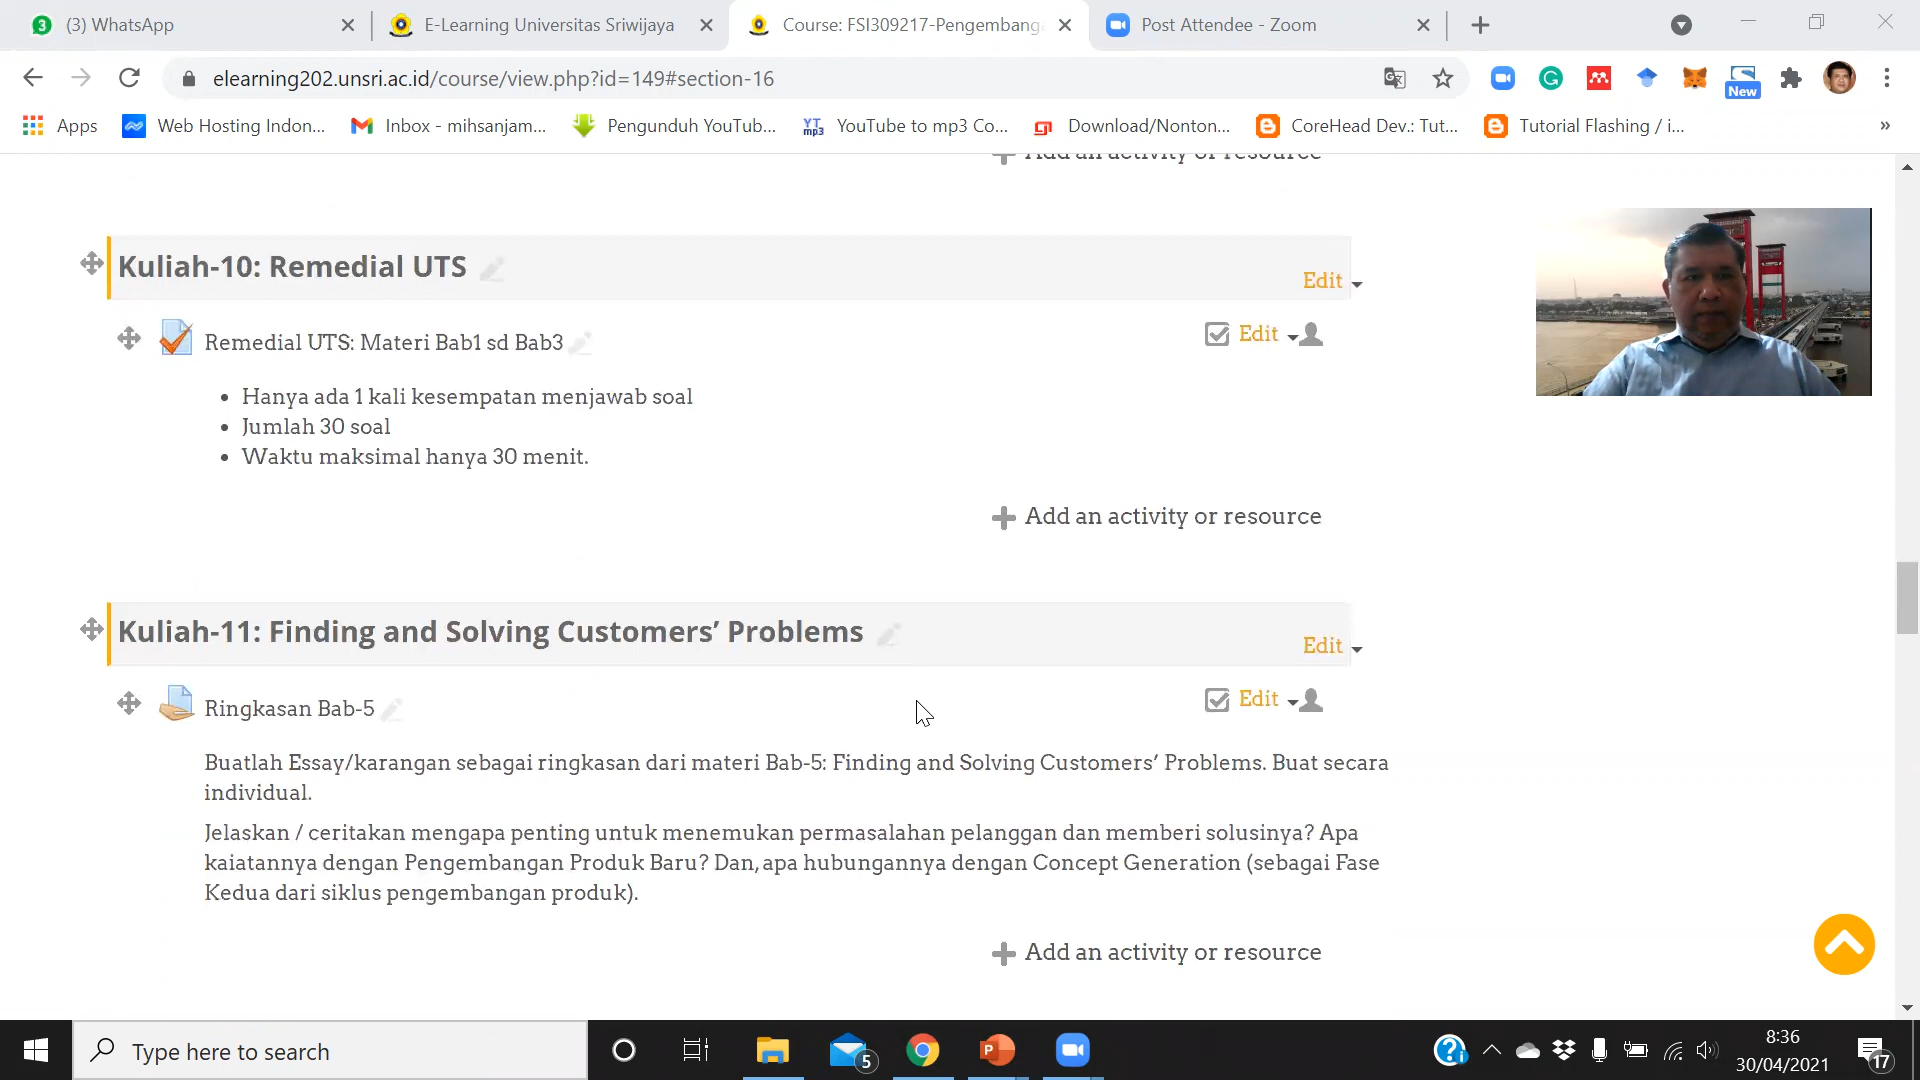 (3) WhatsApp
E-Learning Universitas Sriwijaya
Course: FSI309217-Pengembang
Post Attendee - Zoom
elearning202.unsri.ac.id/course/view.php?id=149#section-16
New
Apps
Web Hosting Indon...
Inbox - mihsanjam...
Pengunduh YouTub...
YT mp3
YouTube to mp3 Co...
Download/Nonton...
CoreHead Dev.: Tut...
Tutorial Flashing / i...
»
Add an activity or resource
Kuliah-10: Remedial UTS
Edit
Remedial UTS: Materi Bab1 sd Bab3
Edit
• Hanya ada 1 kali kesempatan menjawab soal
• Jumlah 30 soal
• Waktu maksimal hanya 30 menit.
Add an activity or resource
Kuliah-11: Finding and Solving Customers’ Problems
Edit
Ringkasan Bab-5
Edit
Buatlah Essay/karangan sebagai ringkasan dari materi Bab-5: Finding and Solving Customers’ Problems. Buat secara
individual.
Jelaskan / ceritakan mengapa penting untuk menemukan permasalahan pelanggan dan memberi solusinya? Apa
kaiatannya dengan Pengembangan Produk Baru? Dan, apa hubungannya dengan Concept Generation (sebagai Fase
Kedua dari siklus pengembangan produk).
Add an activity or resource
Type here to search
5
8:36
30/04/2021
17